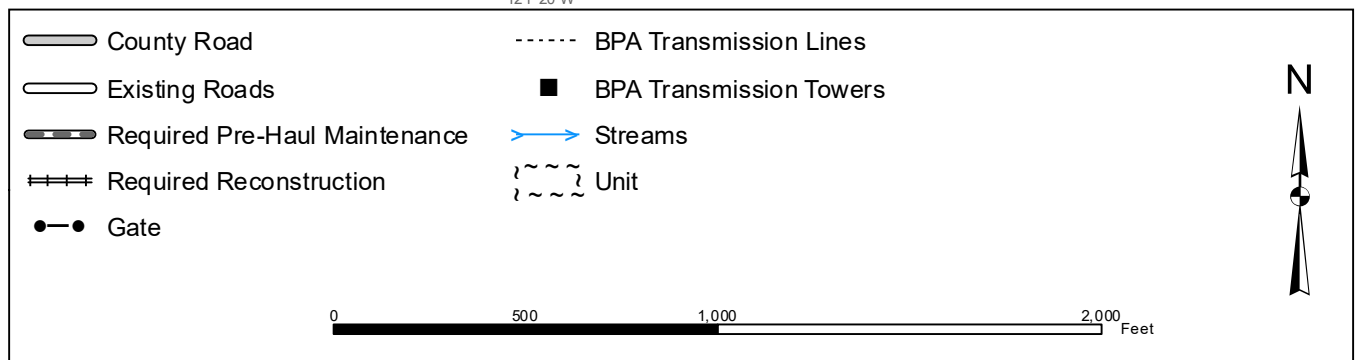 County Road
Existing Roads
Required Pre-Haul Maintenance
Required Reconstruction
Gate
BPA Transmission Lines
BPA Transmission Towers
Streams
Unit
N
0 500 1,000 2,000
Feet